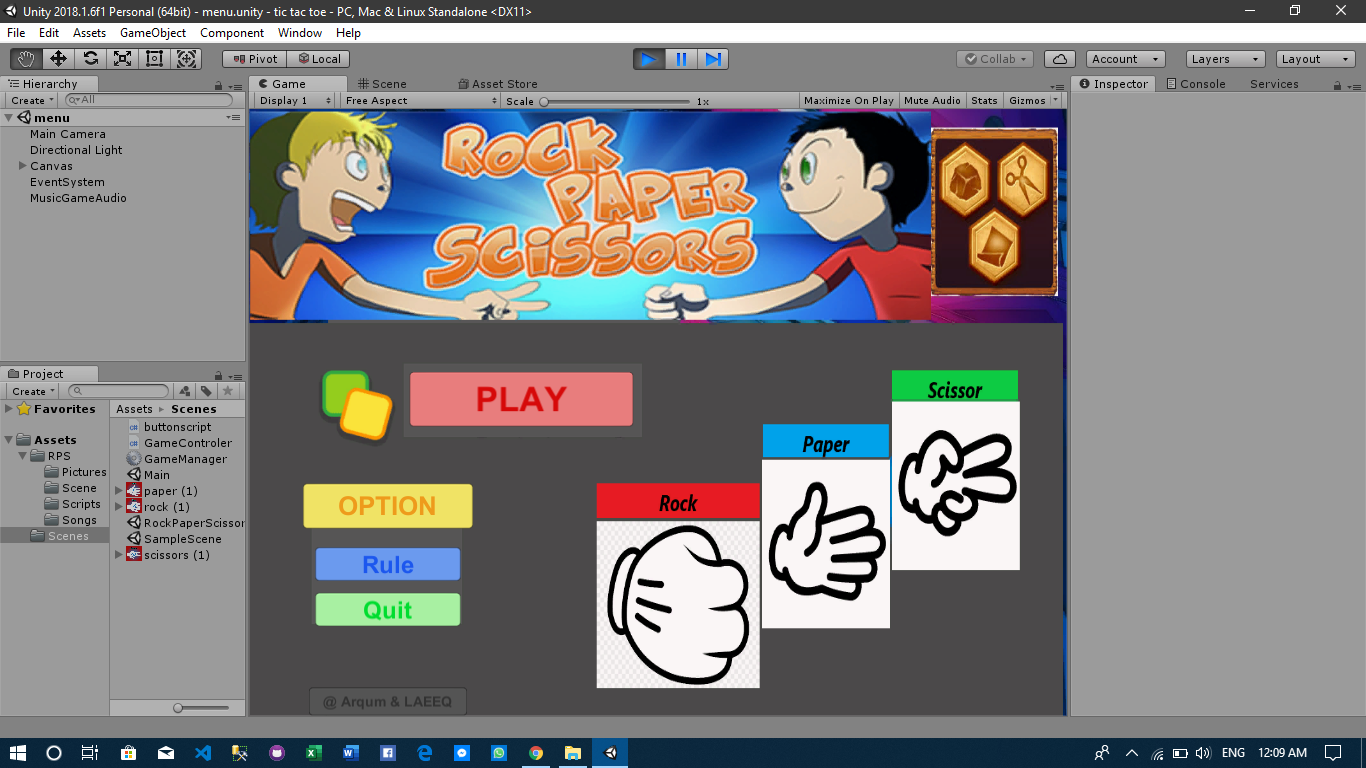 Unity 2018.1.6f1 Personal (64bit) - menu.unity - tic tac toe - PC, Mac & Linux Standalone <DX11>
File Edit Assets GameObject Component Window Help
Pivot Local Collab Account Layers Layout
Hierarchy
Create All
menu
Main Camera
Directional Light
Canvas
EventSystem
MusicGameAudio
Game Scene Asset Store
Display 1 Free Aspect Scale 1x Maximize On Play Mute Audio Stats Gizmos
ROCK
PAPER
SCISSORS
PLAY
OPTION
Rule
Quit
@ Arqum & LAEEQ
Rock
Paper
Scissor
Inspector Console Services
Project
Create
Favorites
Assets
RPS
Pictures
Scene
Scripts
Songs
Scenes
Assets Scenes
buttonscript
GameControler
GameManager
Main
paper (1)
rock (1)
RockPaperScissor
SampleScene
scissors (1)
ENG 12:09 AM